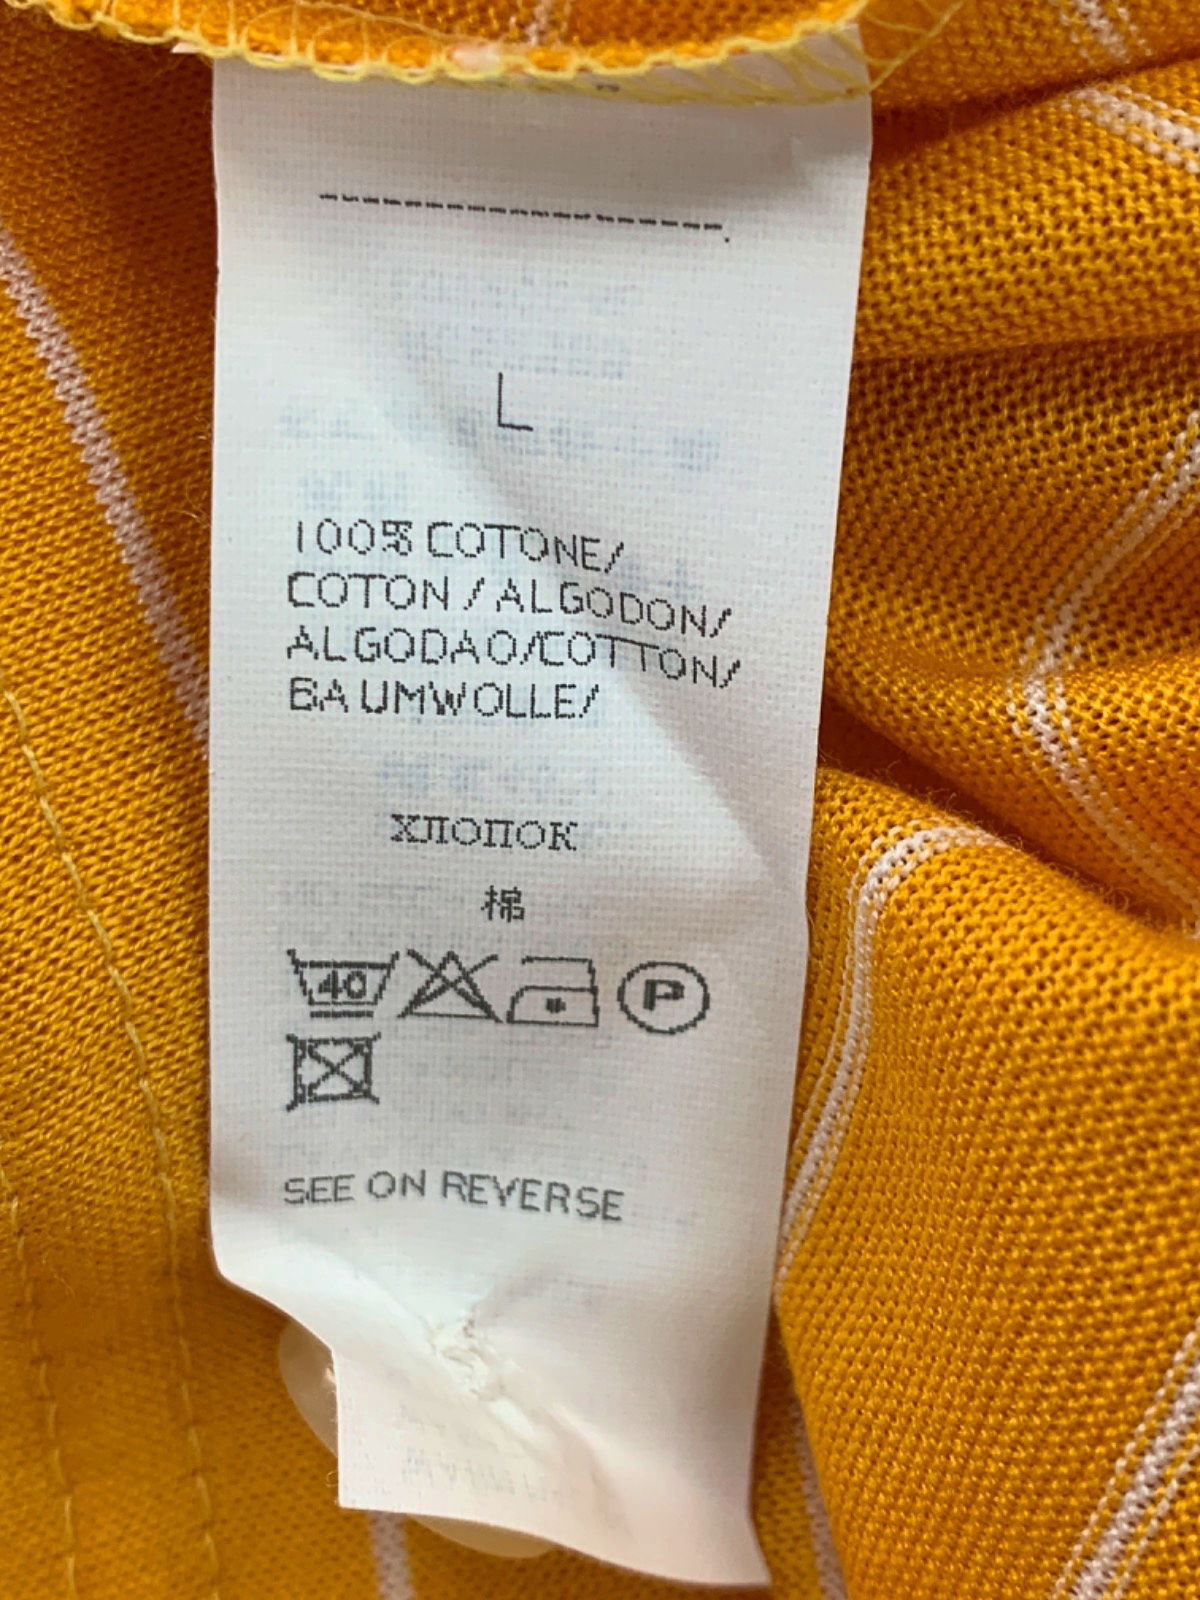 L
100% COTONE/
COTON / ALGODON/
ALGODAO/COTTON/
BAUMWOLLE/
ХЛОПОК
棉
40 P
SEE ON REVERSE